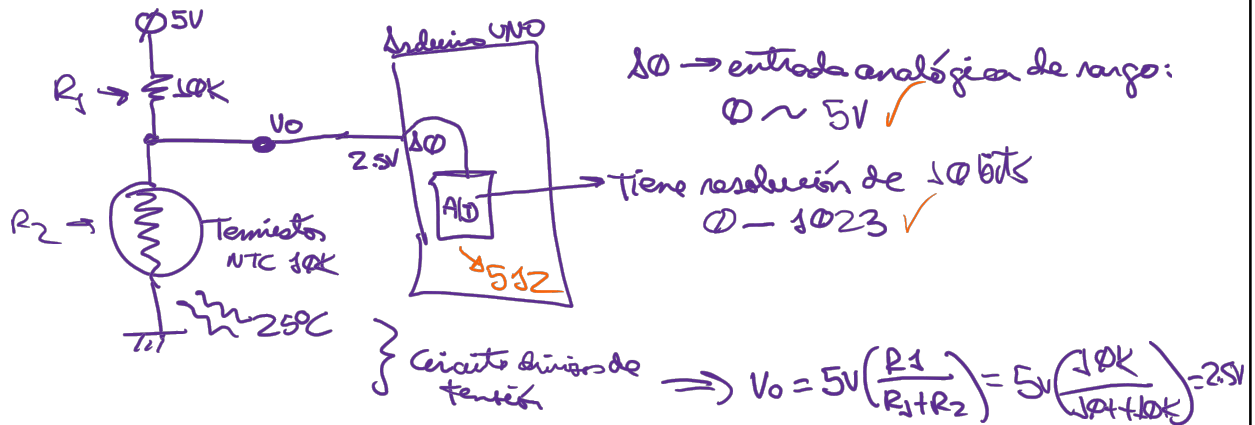 5V
R1 → 10K
Vo
2.5V
Arduino UNO
A0
A/D
512
R2 →
Termistor
NTC 10K
25°C
A0 → entrada analógica de rango:
0 ~ 5V ✓
Tiene resolución de 10 bits
0 – 1023 ✓
} Circuito divisor de
tensión
⇒ Vo = 5V(R1/(R1+R2)) = 5V(10K/(10K+10K)) = 2.5V